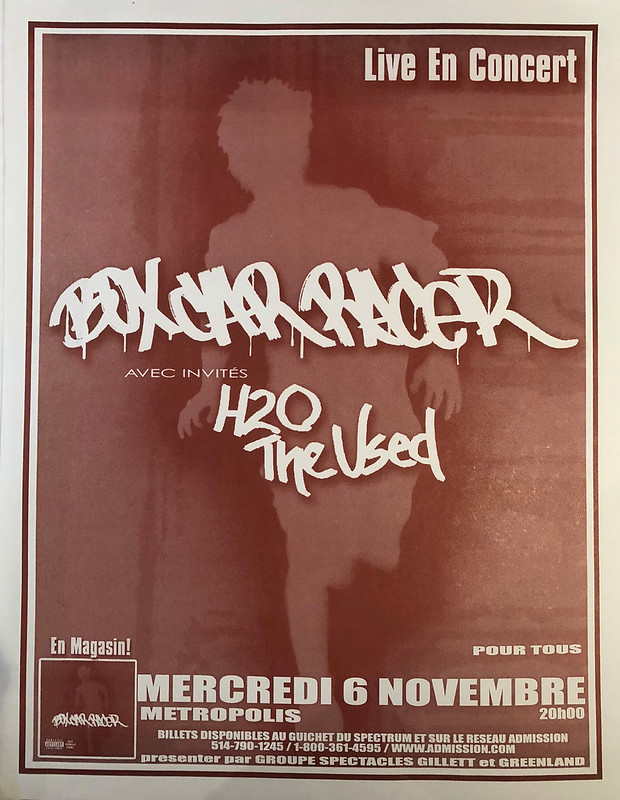 Live En Concert
BOXCAR RACER
AVEC INVITÉS
H2O
The Used
En Magasin!
POUR TOUS
BOXCAR RACER
MERCREDI 6 NOVEMBRE
METROPOLIS
20h00
BILLETS DISPONIBLES AU GUICHET DU SPECTRUM ET SUR LE RESEAU ADMISSION
514-790-1245 / 1-800-361-4595 / WWW.ADMISSION.COM
presenter par GROUPE SPECTACLES GILLETT et GREENLAND